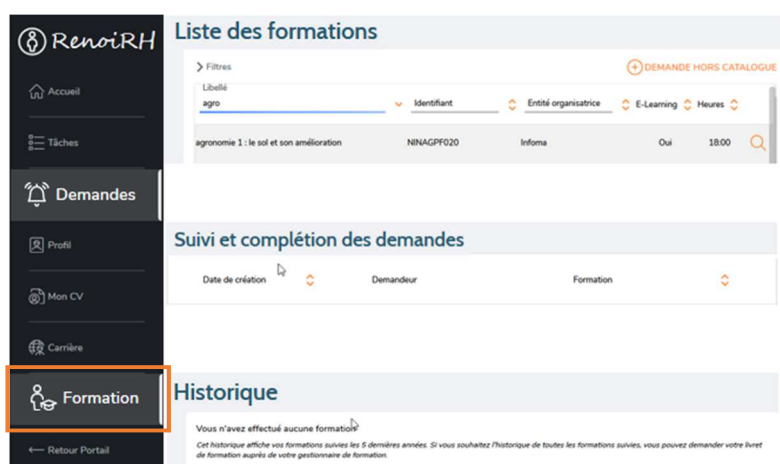 RenoiRH
Accueil
Tâches
Demandes
Profil
Mon CV
Carrière
Formation
Retour Portail
Liste des formations
Filtres
DEMANDE HORS CATALOGUE
Libellé
agro Identifiant Entité organisatrice E-Learning Heures
agronomie 1 : le sol et son amélioration NINAGPF020 Infoma Oui 18:00
Suivi et complétion des demandes
Date de création Demandeur Formation
Historique
Vous n'avez effectué aucune formation
Cet historique affiche vos formations suivies les 5 dernières années. Si vous souhaitez l'historique de toutes les formations suivies, vous pouvez demander votre livret
de formation auprès de votre gestionnaire de formation.